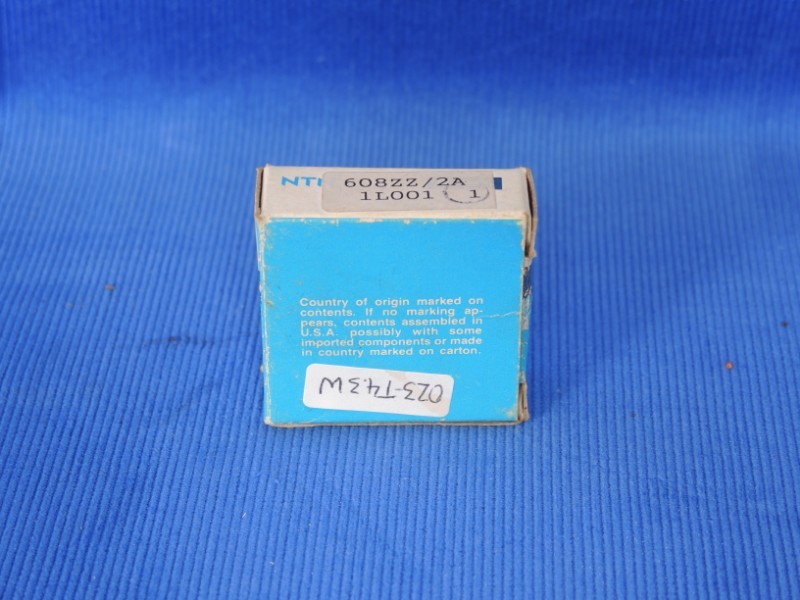 NT
608ZZ/2A
1L001 1
Country of origin marked on
contents. If no marking ap-
pears, contents assembled in
U.S.A. possibly with some
imported components or made
in country marked on carton.
023-T43W